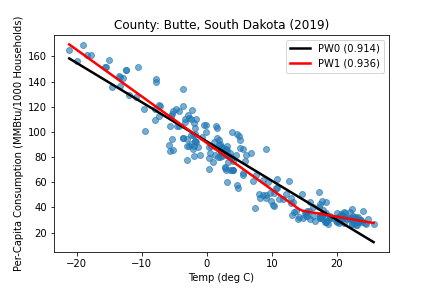 County: Butte, South Dakota (2019)
PW0 (0.914)
PW1 (0.936)
Per-Capita Consumption (MMBtu/1000 Households)
160
140
120
100
80
60
40
20
−20 −10 0 10 20
Temp (deg C)